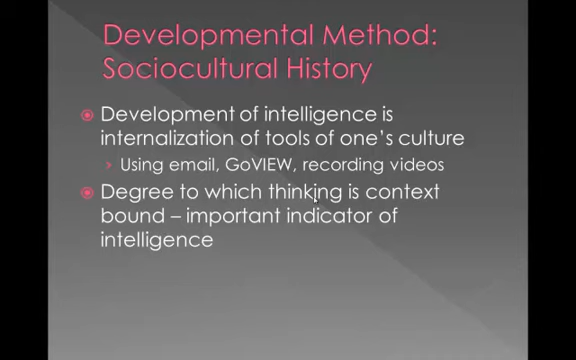 Developmental Method:
Sociocultural History
Development of intelligence is
internalization of tools of one's culture
Using email, GoVIEW, recording videos
Degree to which thinking is context
bound – important indicator of
intelligence